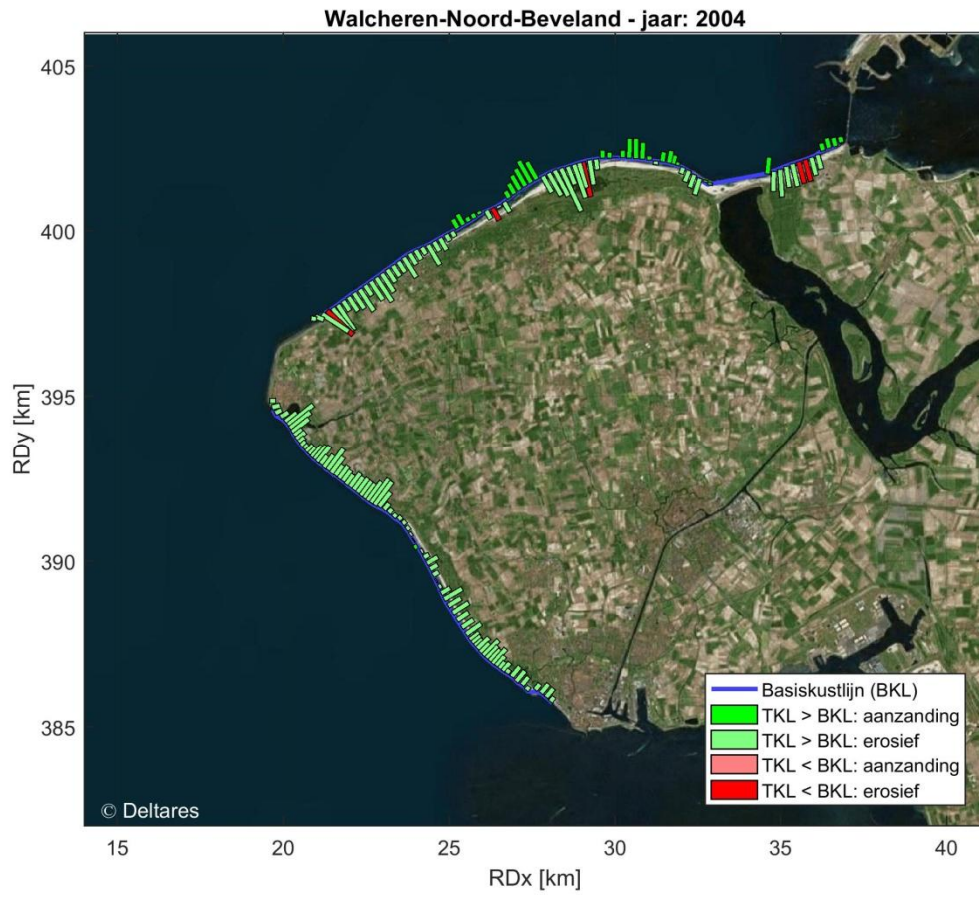 Walcheren-Noord-Beveland - jaar: 2004
405
400
395
390
385
RDy [km]
15
20
25
30
35
40
RDx [km]
Basiskustlijn (BKL)
TKL > BKL: aanzanding
TKL > BKL: erosief
TKL < BKL: aanzanding
TKL < BKL: erosief
© Deltares